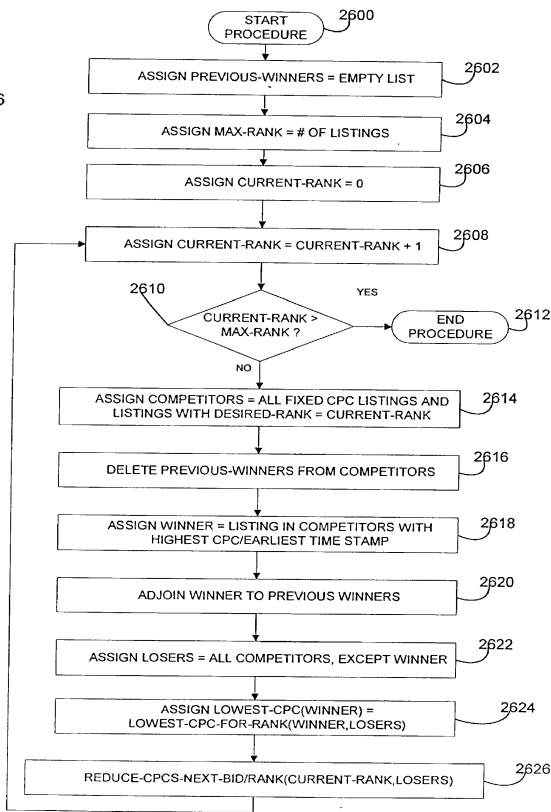 START
PROCEDURE
2600
ASSIGN PREVIOUS-WINNERS = EMPTY LIST
2602
6
ASSIGN MAX-RANK = # OF LISTINGS
2604
ASSIGN CURRENT-RANK = 0
2606
ASSIGN CURRENT-RANK = CURRENT-RANK + 1
2608
2610
CURRENT-RANK >
MAX-RANK ?
YES
END
PROCEDURE
2612
NO
ASSIGN COMPETITORS = ALL FIXED CPC LISTINGS AND
LISTINGS WITH DESIRED-RANK = CURRENT-RANK
2614
DELETE PREVIOUS-WINNERS FROM COMPETITORS
2616
ASSIGN WINNER = LISTING IN COMPETITORS WITH
HIGHEST CPC/EARLIEST TIME STAMP
2618
ADJOIN WINNER TO PREVIOUS WINNERS
2620
ASSIGN LOSERS = ALL COMPETITORS, EXCEPT WINNER
2622
ASSIGN LOWEST-CPC(WINNER) =
LOWEST-CPC-FOR-RANK(WINNER,LOSERS)
2624
REDUCE-CPCS-NEXT-BID/RANK(CURRENT-RANK,LOSERS)
2626